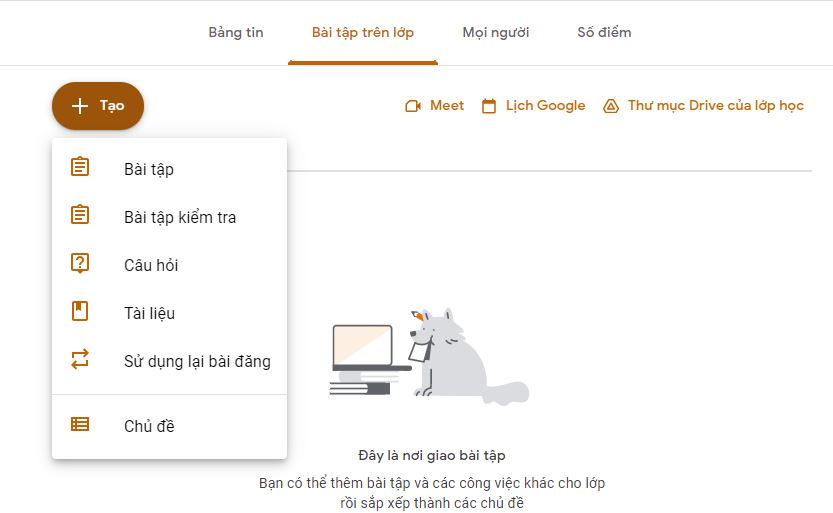 Bảng tin
Bài tập trên lớp
Mọi người
Số điểm
Tạo
Meet
Lịch Google
Thư mục Drive của lớp học
Bài tập
Bài tập kiểm tra
Câu hỏi
Tài liệu
Sử dụng lại bài đăng
Chủ đề
Đây là nơi giao bài tập
Bạn có thể thêm bài tập và các công việc khác cho lớp
rồi sắp xếp thành các chủ đề